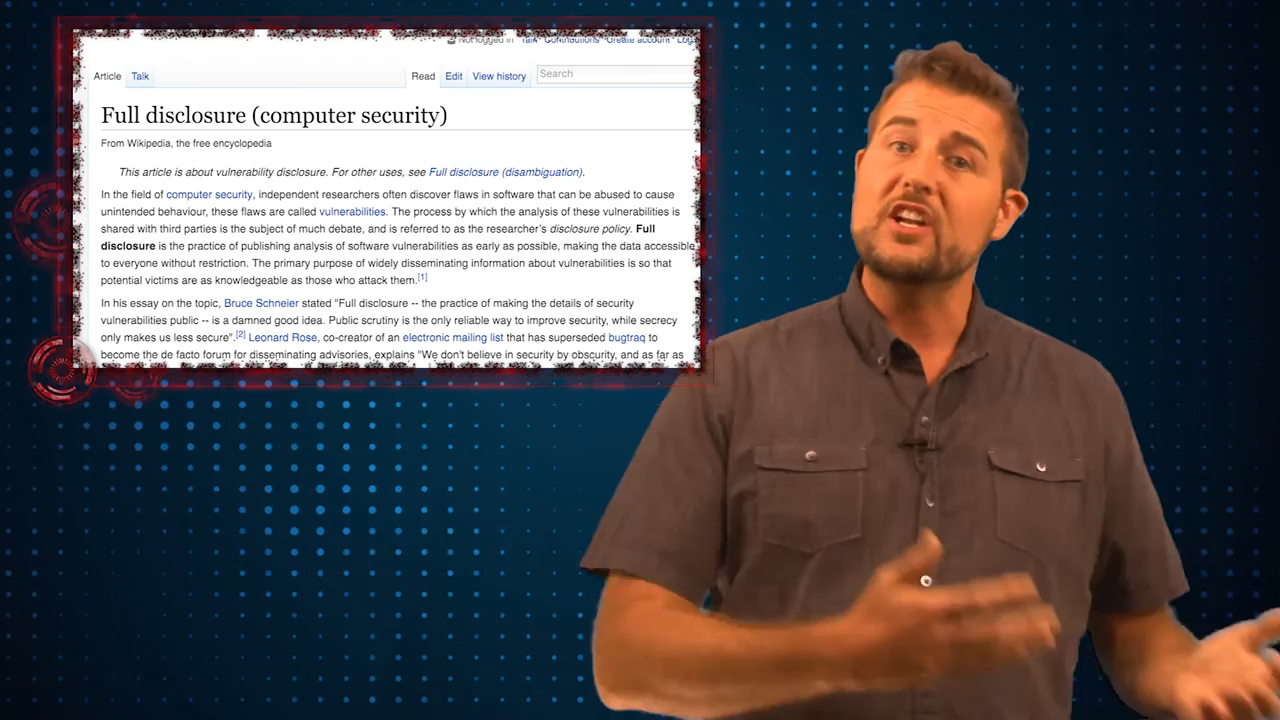 Not logged in Talk Contributions Create account Log
Article Talk Read Edit View history Search
Full disclosure (computer security)
From Wikipedia, the free encyclopedia
This article is about vulnerability disclosure. For other uses, see Full disclosure (disambiguation).
In the field of computer security, independent researchers often discover flaws in software that can be abused to cause
unintended behaviour, these flaws are called vulnerabilities. The process by which the analysis of these vulnerabilities is
shared with third parties is the subject of much debate, and is referred to as the researcher's disclosure policy. Full
disclosure is the practice of publishing analysis of software vulnerabilities as early as possible, making the data accessible
to everyone without restriction. The primary purpose of widely disseminating information about vulnerabilities is so that
potential victims are as knowledgeable as those who attack them.[1]
In his essay on the topic, Bruce Schneier stated "Full disclosure -- the practice of making the details of security
vulnerabilities public -- is a damned good idea. Public scrutiny is the only reliable way to improve security, while secrecy
only makes us less secure".[2] Leonard Rose, co-creator of an electronic mailing list that has superseded bugtraq to
become the de facto forum for disseminating advisories, explains "We don't believe in security by obscurity, and as far as